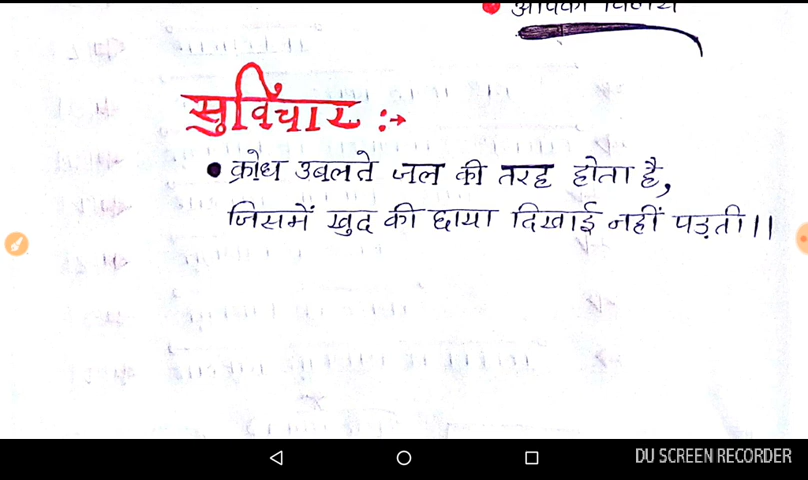 सुविचार :→
• क्रोध उबलते जल की तरह होता है,
जिसमें खुद की छाया दिखाई नहीं पड़ती।।
DU SCREEN RECORDER